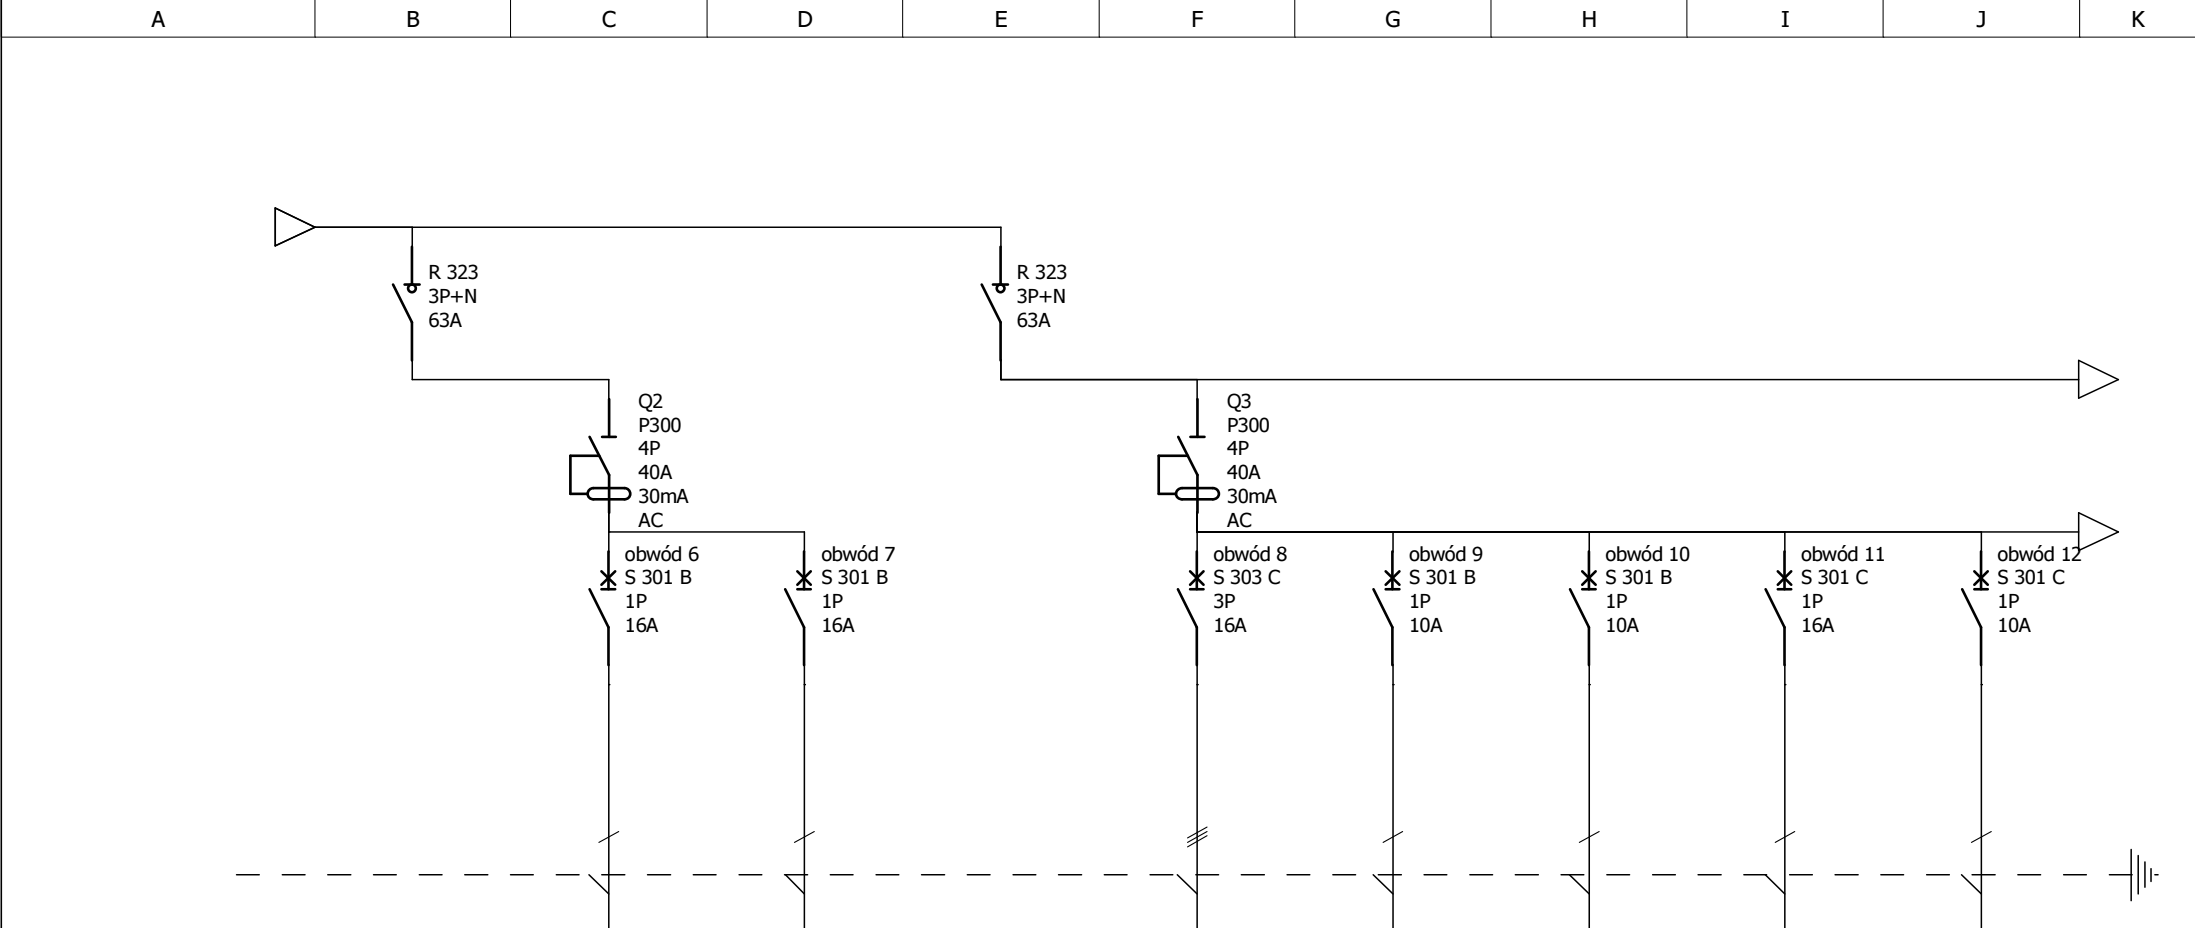 A
B
C
D
E
F
G
H
I
J
K
R 323
3P+N
63A
R 323
3P+N
63A
Q2
P300
4P
40A
30mA
AC
Q3
P300
4P
40A
30mA
AC
obwód 6
S 301 B
1P
16A
obwód 7
S 301 B
1P
16A
obwód 8
S 303 C
3P
16A
obwód 9
S 301 B
1P
10A
obwód 10
S 301 B
1P
10A
obwód 11
S 301 C
1P
16A
obwód 12
S 301 C
1P
10A